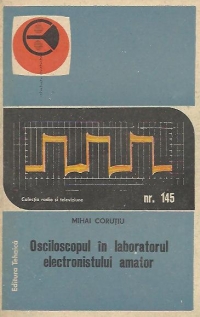 Colecția radio și televiziune
nr. 145
MIHAI CORUȚIU
Osciloscopul în laboratorul
electronistului amator
Editura Tehnică